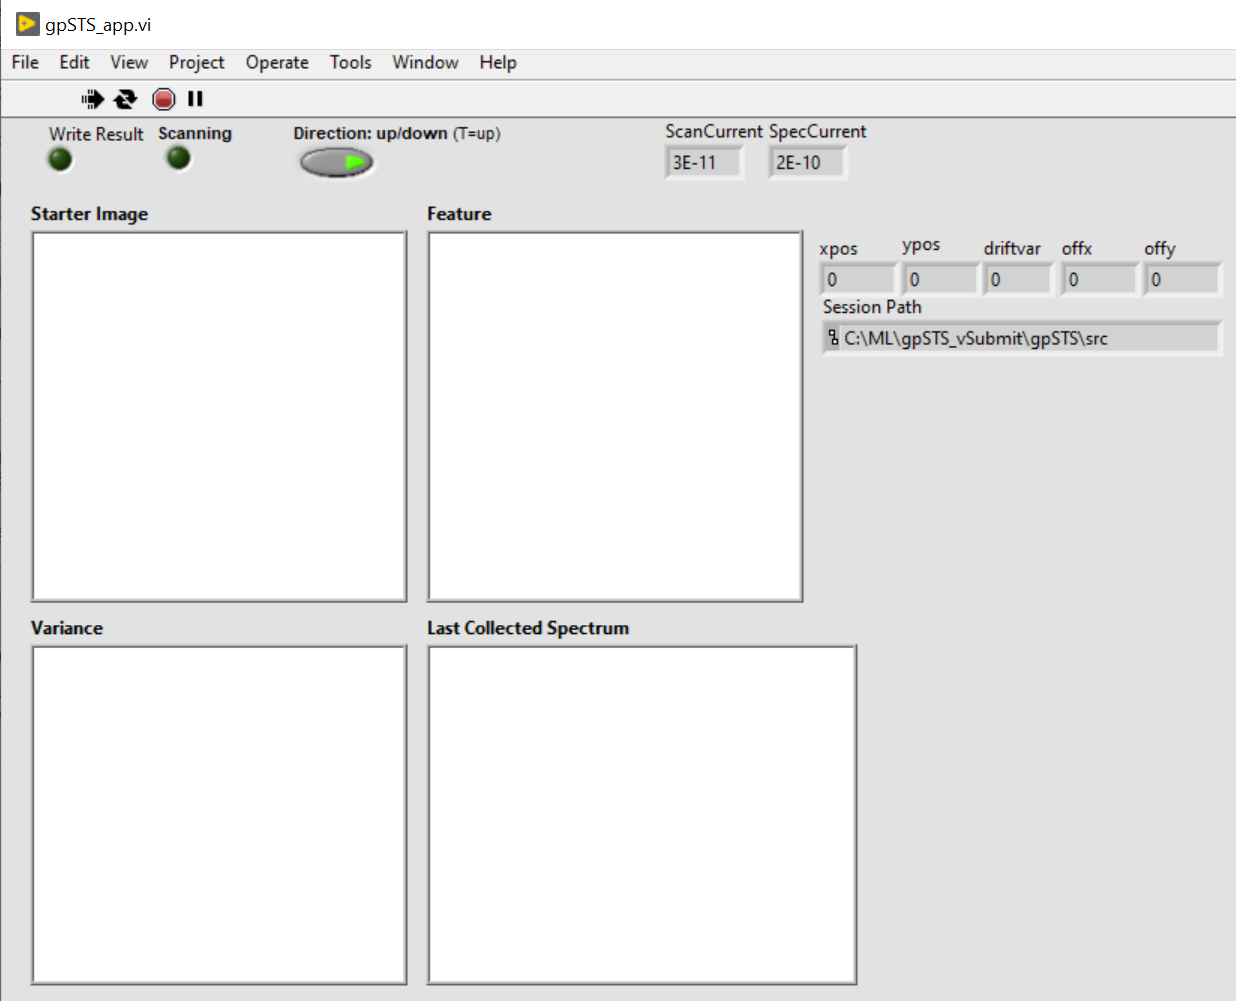 gpSTS_app.vi
File Edit View Project Operate Tools Window Help
Write Result Scanning Direction: up/down (T=up) ScanCurrent SpecCurrent
3E-11 2E-10
Starter Image Feature
xpos ypos driftvar offx offy
0 0 0 0 0
Session Path
C:\ML\gpSTS_vSubmit\gpSTS\src
Variance Last Collected Spectrum